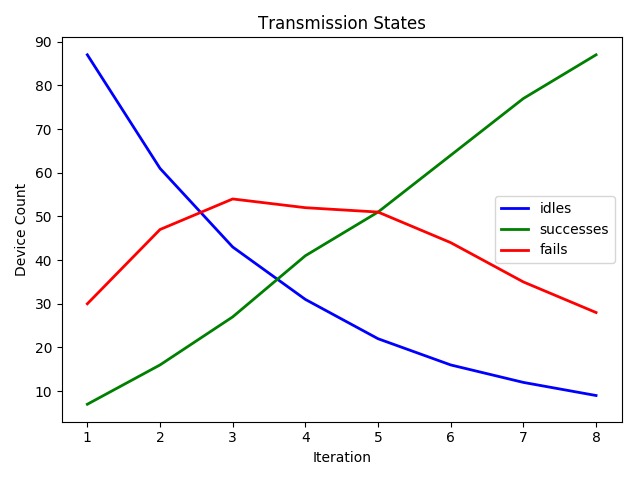 Transmission States
Device Count
90
80
70
60
50
40
30
20
10
idles
successes
fails
1 2 3 4 5 6 7 8
Iteration